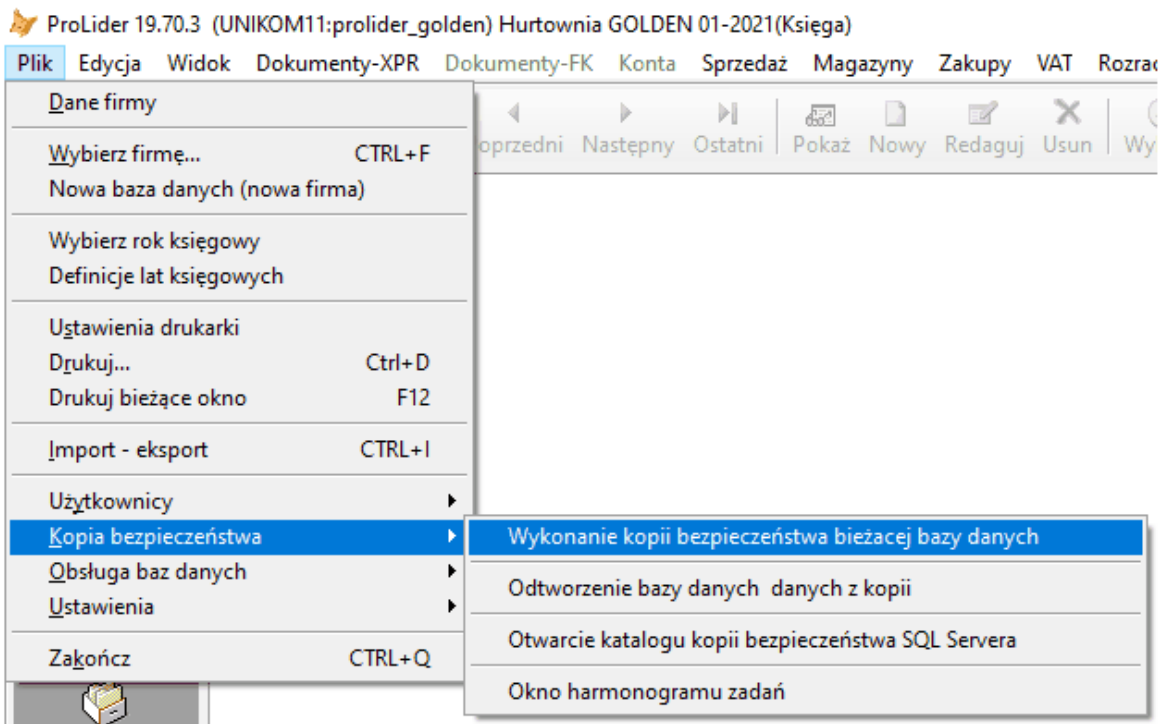 ProLider 19.70.3 (UNIKOM11:prolider_golden) Hurtownia GOLDEN 01-2021(Księga)
Plik Edycja Widok Dokumenty-XPR Dokumenty-FK Konta Sprzedaż Magazyny Zakupy VAT Rozrac
oprzedni Następny Ostatni Pokaż Nowy Redaguj Usun Wy
Dane firmy
Wybierz firmę... CTRL+F
Nowa baza danych (nowa firma)
Wybierz rok księgowy
Definicje lat księgowych
Ustawienia drukarki
Drukuj... Ctrl+D
Drukuj bieżące okno F12
Import - eksport CTRL+I
Użytkownicy
Kopia bezpieczeństwa
Obsługa baz danych
Ustawienia
Zakończ CTRL+Q
Wykonanie kopii bezpieczeństwa bieżacej bazy danych
Odtworzenie bazy danych danych z kopii
Otwarcie katalogu kopii bezpieczeństwa SQL Servera
Okno harmonogramu zadań